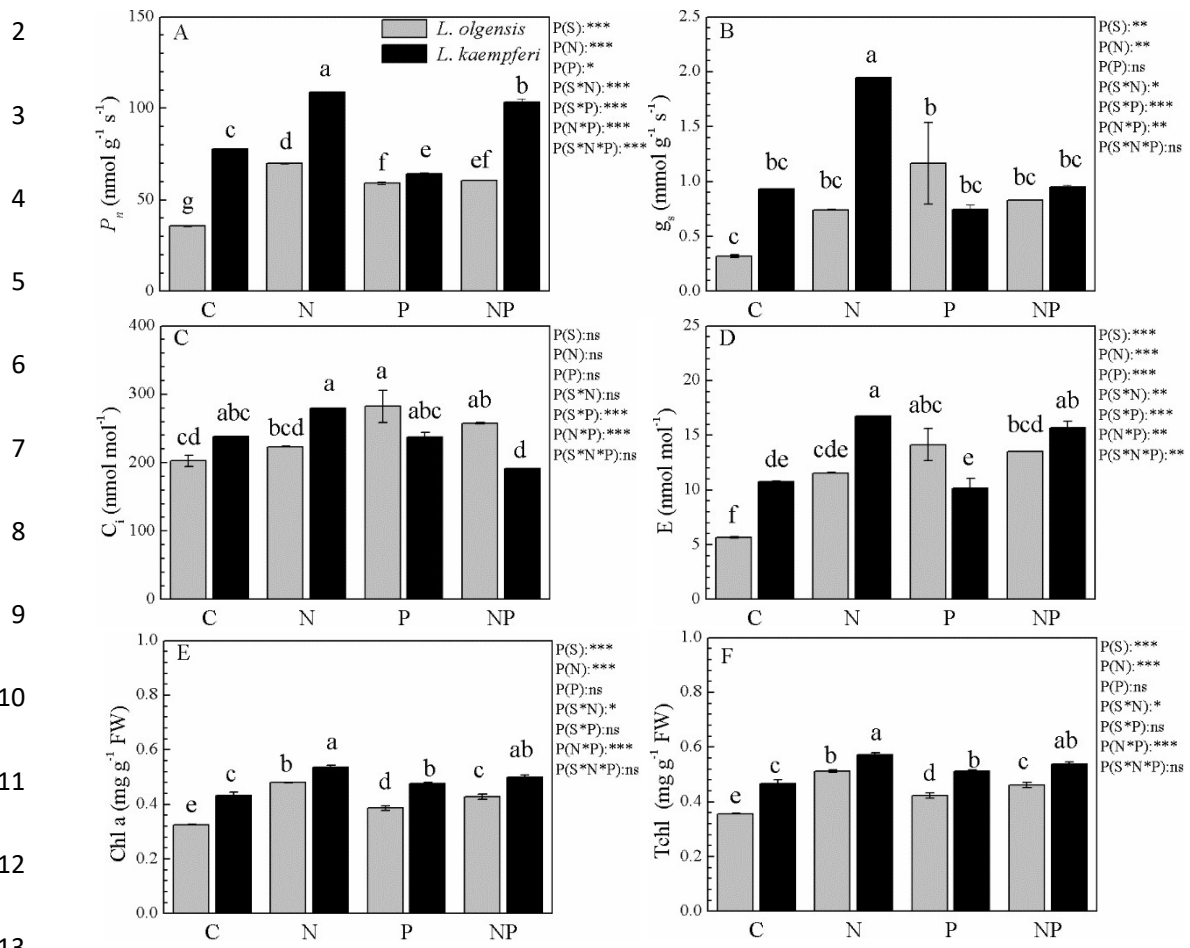 2
3
4
5
6
7
8
9
10
11
12
13
A
L. olgensis
L. kaempferi
P(S):***
P(N):***
P(P):*
P(S*N):***
P(S*P):***
P(N*P):***
P(S*N*P):***
150
100
50
0
Pn (nmol g-1 s-1)
g c d a f e ef b
C N P NP
B
P(S):**
P(N):**
P(P):ns
P(S*N):*
P(S*P):***
P(N*P):**
P(S*N*P):ns
2.5
2.0
1.5
1.0
0.5
0.0
gs (mmol g-1 s-1)
c bc bc a b bc bc bc
C N P NP
C
P(S):ns
P(N):ns
P(P):ns
P(S*N):ns
P(S*P):***
P(N*P):***
P(S*N*P):ns
400
300
200
100
0
Ci (nmol mol-1)
cd abc bcd a a abc ab d
C N P NP
D
P(S):***
P(N):***
P(P):***
P(S*N):**
P(S*P):***
P(N*P):**
P(S*N*P):**
25
20
15
10
5
0
E (nmol mol-1)
f de cde a abc e bcd ab
C N P NP
E
P(S):***
P(N):***
P(P):ns
P(S*N):*
P(S*P):ns
P(N*P):***
P(S*N*P):ns
1.0
0.8
0.6
0.4
0.2
0.0
Chl a (mg g-1 FW)
e c b a d b c ab
C N P NP
F
P(S):***
P(N):***
P(P):ns
P(S*N):*
P(S*P):ns
P(N*P):***
P(S*N*P):ns
1.0
0.8
0.6
0.4
0.2
0.0
Tchl (mg g-1 FW)
e c b a d b c ab
C N P NP